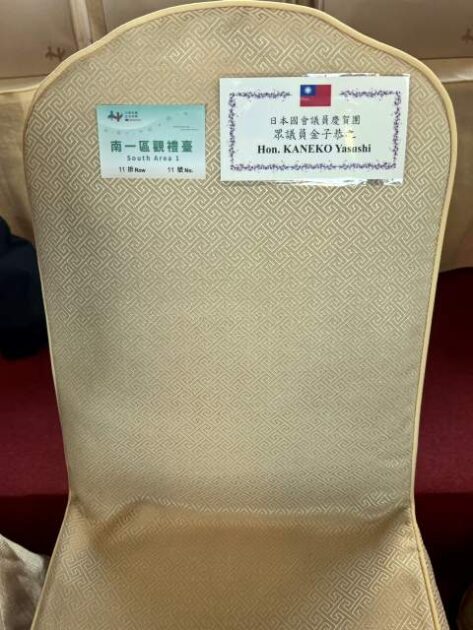 南一區觀禮臺
South Area 1
11 排 Row 11 號 No.
日本國會議員慶賀團
眾議員金子恭之
Hon. KANEKO Yasushi